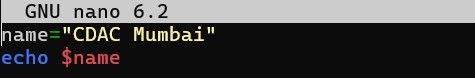 GNU nano 6.2
name="CDAC Mumbai"
echo $name